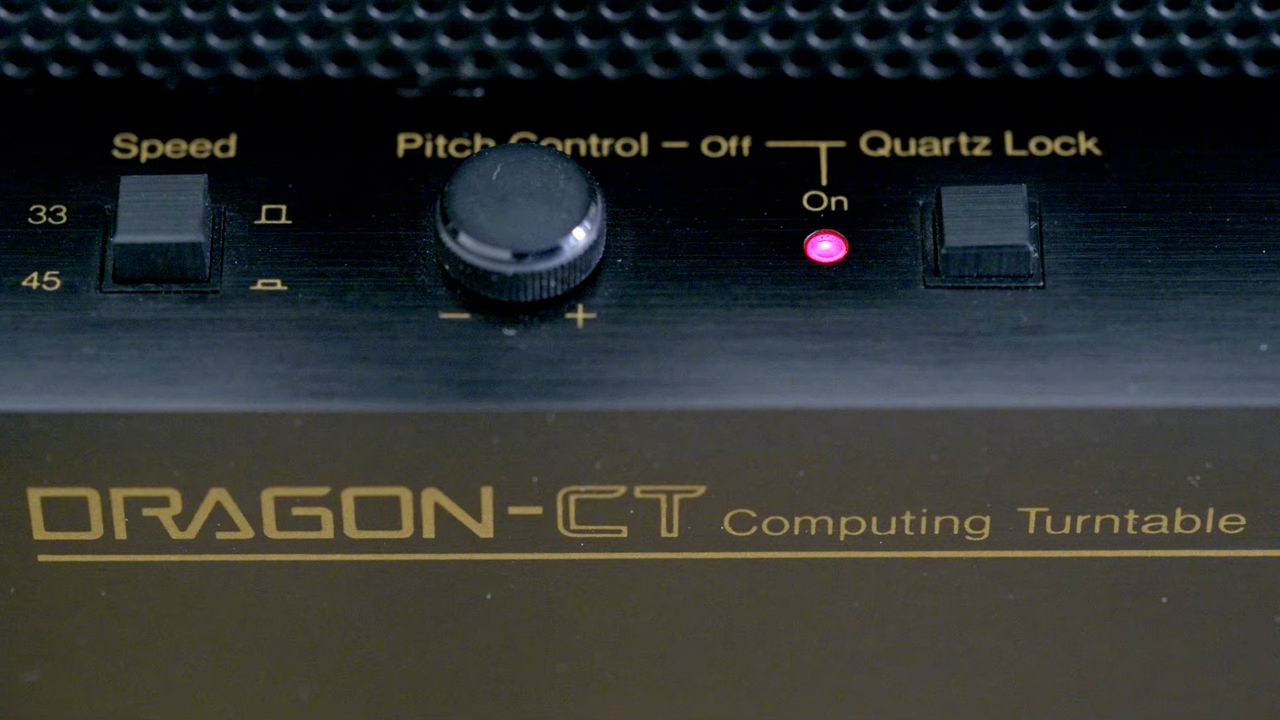 Speed
Pitch Control – Off
Quartz Lock
On
33
45
– +
DRAGON-CT Computing Turntable